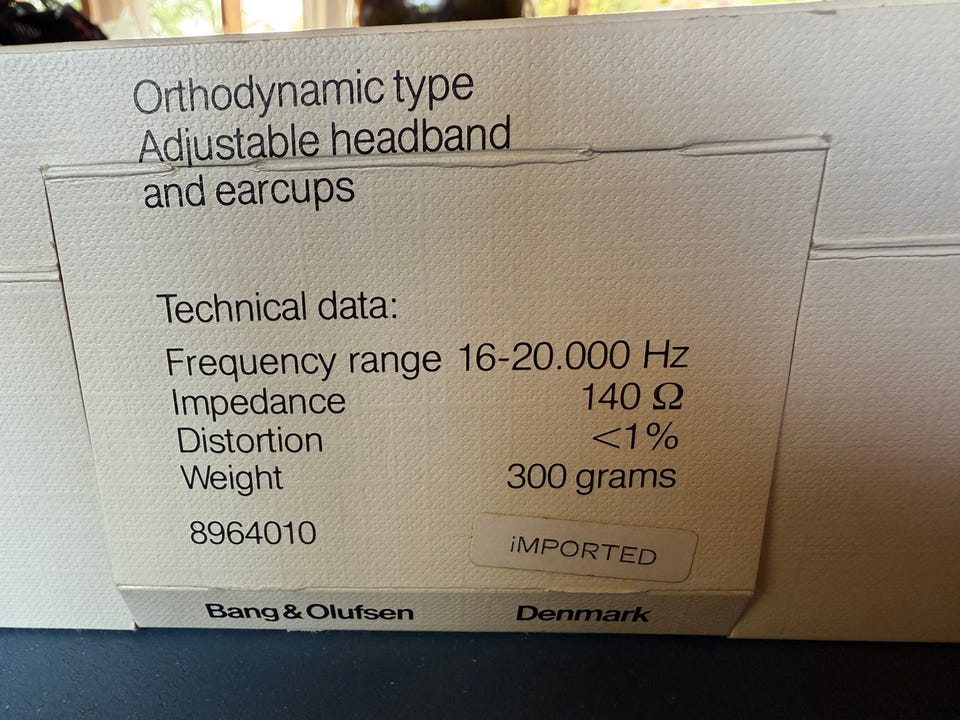 Orthodynamic type
Adjustable headband
and earcups
Technical data:
Frequency range 16-20.000 Hz
Impedance 140 Ω
Distortion <1%
Weight 300 grams
8964010
iMPORTED
Bang & Olufsen Denmark